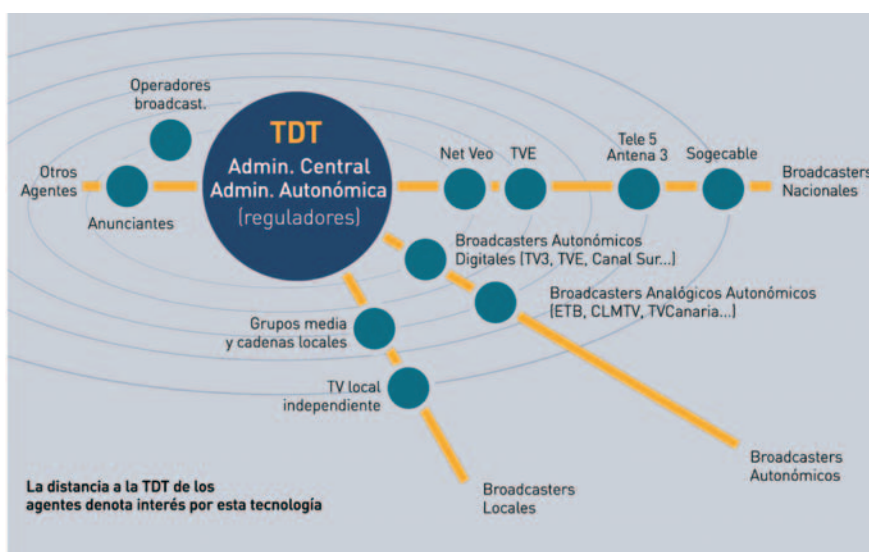 Operadores
broadcast.
TDT
Admin. Central
Admin. Autonómica
(reguladores)
Otros
Agentes
Anunciantes
Net Veo
TVE
Tele 5
Antena 3
Sogecable
Broadcasters
Nacionales
Broadcasters Autonómicos
Digitales (TV3, TVE, Canal Sur...)
Broadcasters Analógicos Autonómicos
(ETB, CLMTV, TVCanaria...)
Grupos media
y cadenas locales
TV local
independiente
Broadcasters
Autonómicos
Broadcasters
Locales
La distancia a la TDT de los
agentes denota interés por esta tecnología